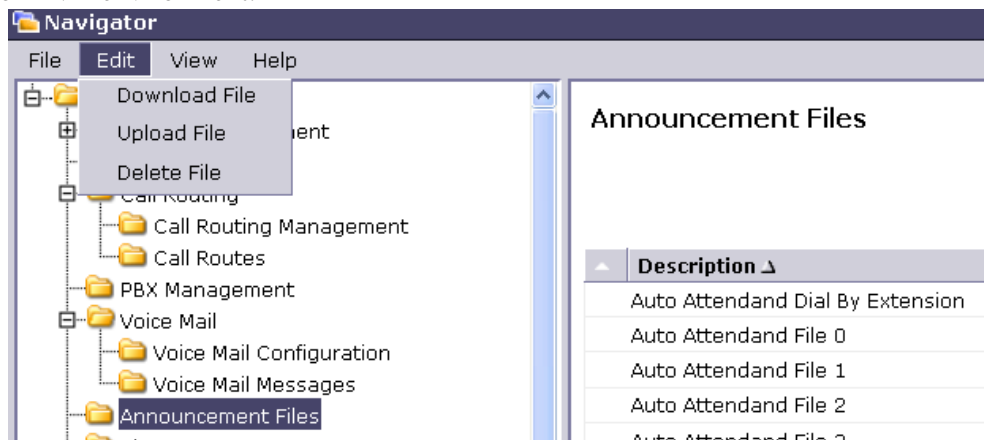 Navigator
File Edit View Help
Download File
Upload File
Delete File
ment
Call Routing
Call Routing Management
Call Routes
PBX Management
Voice Mail
Voice Mail Configuration
Voice Mail Messages
Announcement Files
Announcement Files
Description
Auto Attendand Dial By Extension
Auto Attendand File 0
Auto Attendand File 1
Auto Attendand File 2